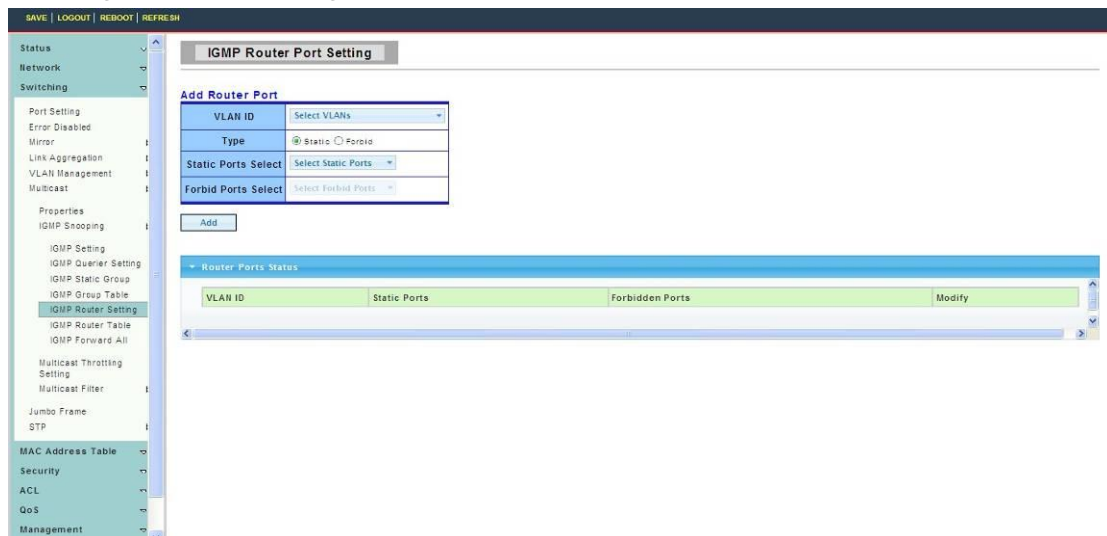 SAVE | LOGOUT | REBOOT | REFRESH
Status
Network
Switching
Port Setting
Error Disabled
Mirror
Link Aggregation
VLAN Management
Multicast
Properties
IGMP Snooping
IGMP Setting
IGMP Querier Setting
IGMP Static Group
IGMP Group Table
IGMP Router Setting
IGMP Router Table
IGMP Forward All
Multicast Throttling
Setting
Multicast Filter
Jumbo Frame
STP
MAC Address Table
Security
ACL
QoS
Management
IGMP Router Port Setting
Add Router Port
VLAN ID Select VLANs
Type Static Forbid
Static Ports Select Select Static Ports
Forbid Ports Select Select Forbid Ports
Add
Router Ports Status
VLAN ID Static Ports Forbidden Ports Modify